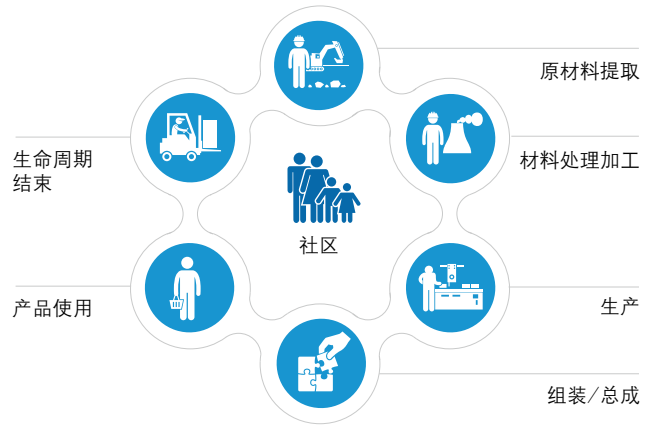 原材料提取
材料处理加工
生产
组装/总成
产品使用
生命周期
结束
社区